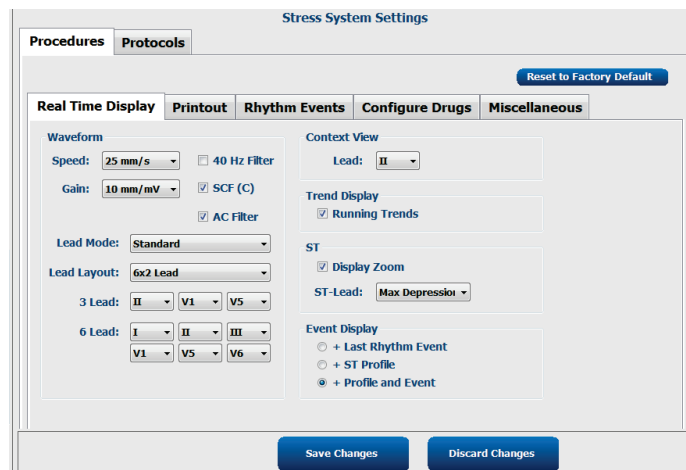 Stress System Settings
Procedures Protocols
Reset to Factory Default
Real Time Display Printout Rhythm Events Configure Drugs Miscellaneous
Waveform
Speed: 25 mm/s 40 Hz Filter
Gain: 10 mm/mV SCF (C)
AC Filter
Lead Mode: Standard
Lead Layout: 6x2 Lead
3 Lead: II V1 V5
6 Lead: I II III
V1 V5 V6
Context View
Lead: II
Trend Display
Running Trends
ST
Display Zoom
ST-Lead: Max Depression
Event Display
+ Last Rhythm Event
+ ST Profile
+ Profile and Event
Save Changes Discard Changes